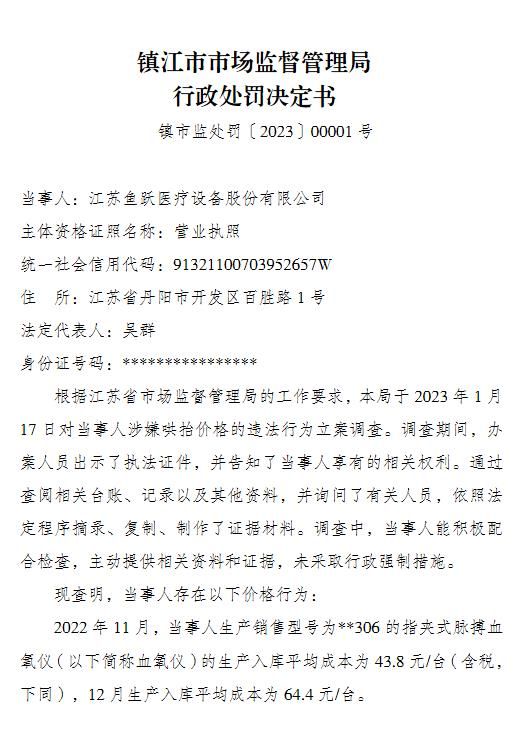 镇江市市场监督管理局
行政处罚决定书
镇市监处罚〔2023〕00001 号
当事人：江苏鱼跃医疗设备股份有限公司
主体资格证照名称：营业执照
统一社会信用代码：91321100703952657W
住　所：江苏省丹阳市开发区百胜路 1 号
法定代表人：吴群
身份证号码：****************
根据江苏省市场监督管理局的工作要求，本局于 2023 年 1 月
17 日对当事人涉嫌哄抬价格的违法行为立案调查。调查期间，办
案人员出示了执法证件，并告知了当事人享有的相关权利。通过
查阅相关台账、记录以及其他资料，并询问了有关人员，依照法
定程序摘录、复制、制作了证据材料。调查中，当事人能积极配
合检查，主动提供相关资料和证据，未采取行政强制措施。
现查明，当事人存在以下价格行为：
2022 年 11 月，当事人生产销售型号为**306 的指夹式脉搏血
氧仪（以下简称血氧仪）的生产入库平均成本为 43.8 元/台（含税，
下同），12 月生产入库平均成本为 64.4 元/台。